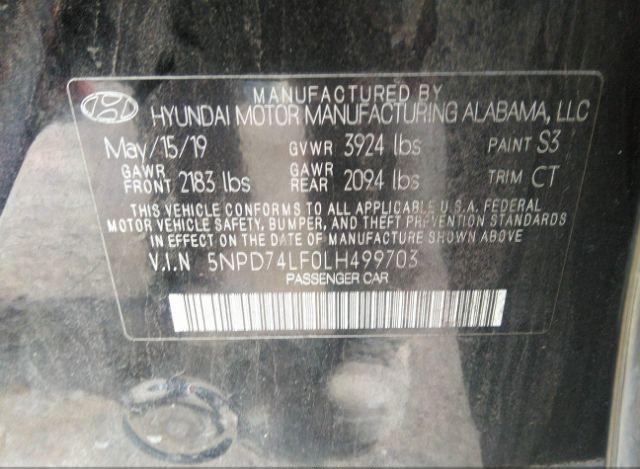 MANUFACTURED BY
HYUNDAI MOTOR MANUFACTURING ALABAMA, LLC
May/15/19 GVWR 3924 lbs PAINT S3
GAWR FRONT 2183 lbs GAWR REAR 2094 lbs TRIM CT
THIS VEHICLE CONFORMS TO ALL APPLICABLE U.S.A. FEDERAL
MOTOR VEHICLE SAFETY, BUMPER, AND THEFT PREVENTION STANDARDS
IN EFFECT ON THE DATE OF MANUFACTURE SHOWN ABOVE.
V.I.N 5NPD74LF0LH499703
PASSENGER CAR